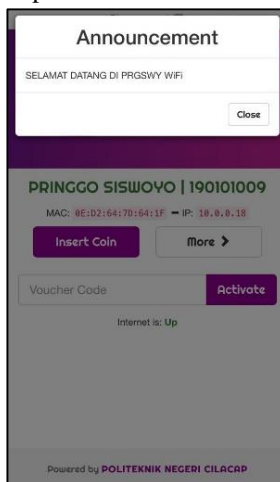 Announcement
SELAMAT DATANG DI PRGSWY WiFi
Close
PRINGGO SISWOYO | 190101009
MAC: 0E:D2:64:7D:64:1F – IP: 10.0.0.18
Insert Coin
More >
Voucher Code
Activate
Internet is: Up
Powered by POLITEKNIK NEGERI CILACAP